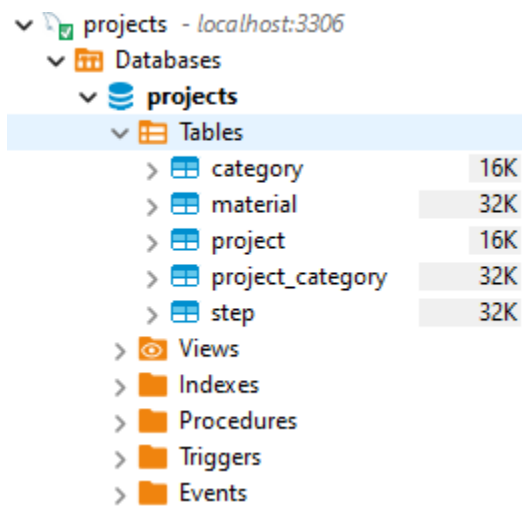 projects - localhost:3306
Databases
projects
Tables
category 16K
material 32K
project 16K
project_category 32K
step 32K
Views
Indexes
Procedures
Triggers
Events